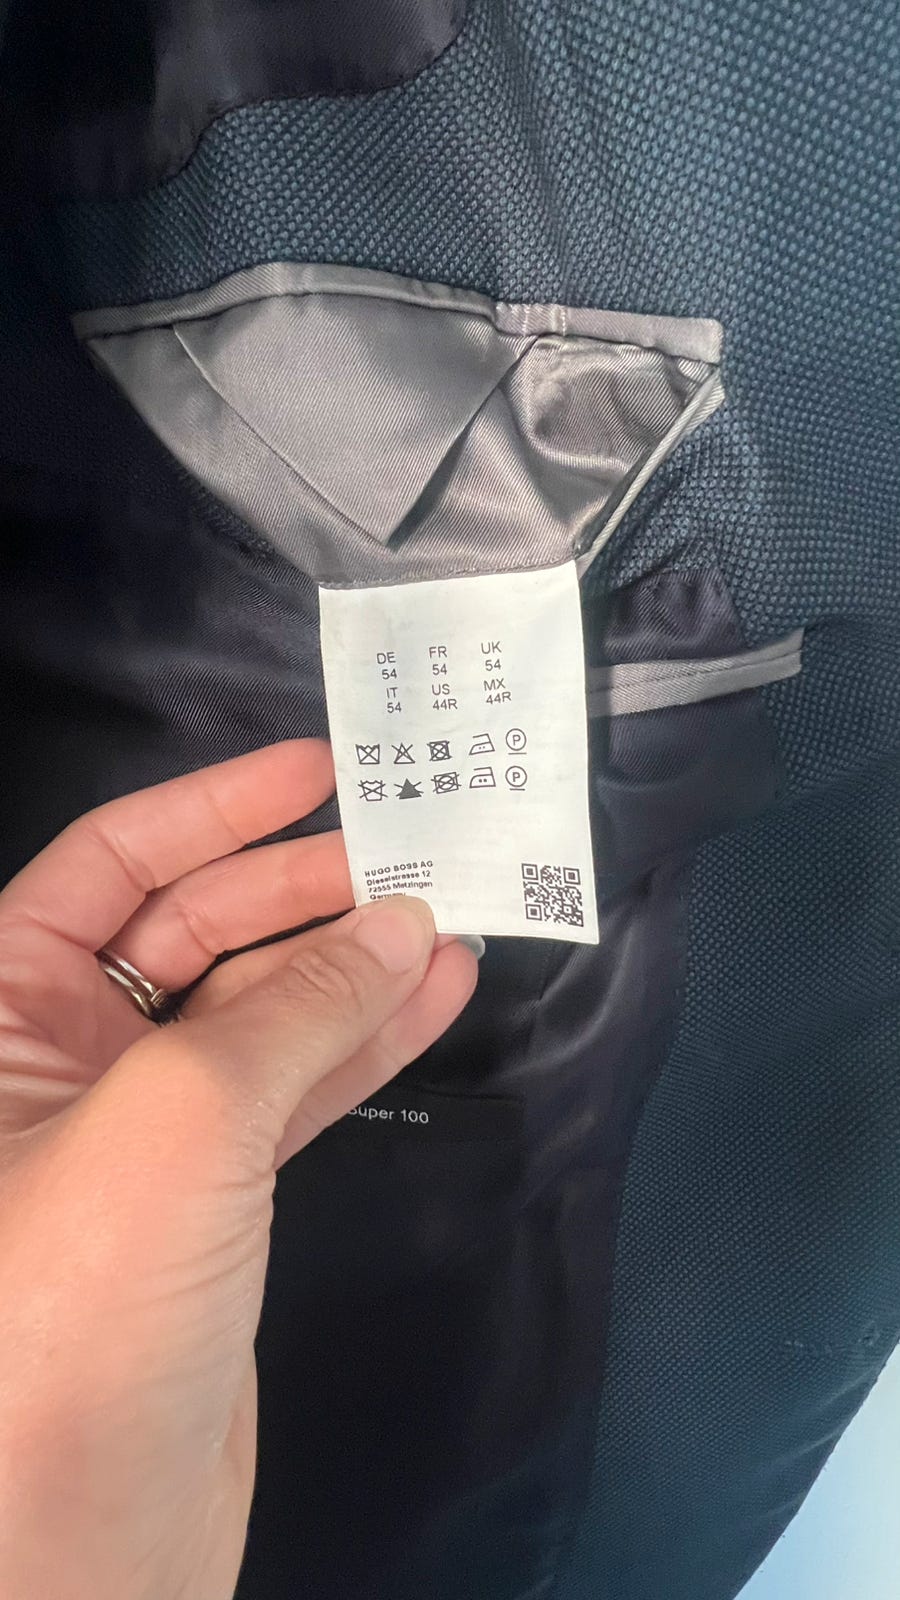 DE FR UK
54 54 54
IT US MX
54 44R 44R
P
P
HUGO BOSS AG
Dieselstrasse 12
72555 Metzingen
Germany
Super 100